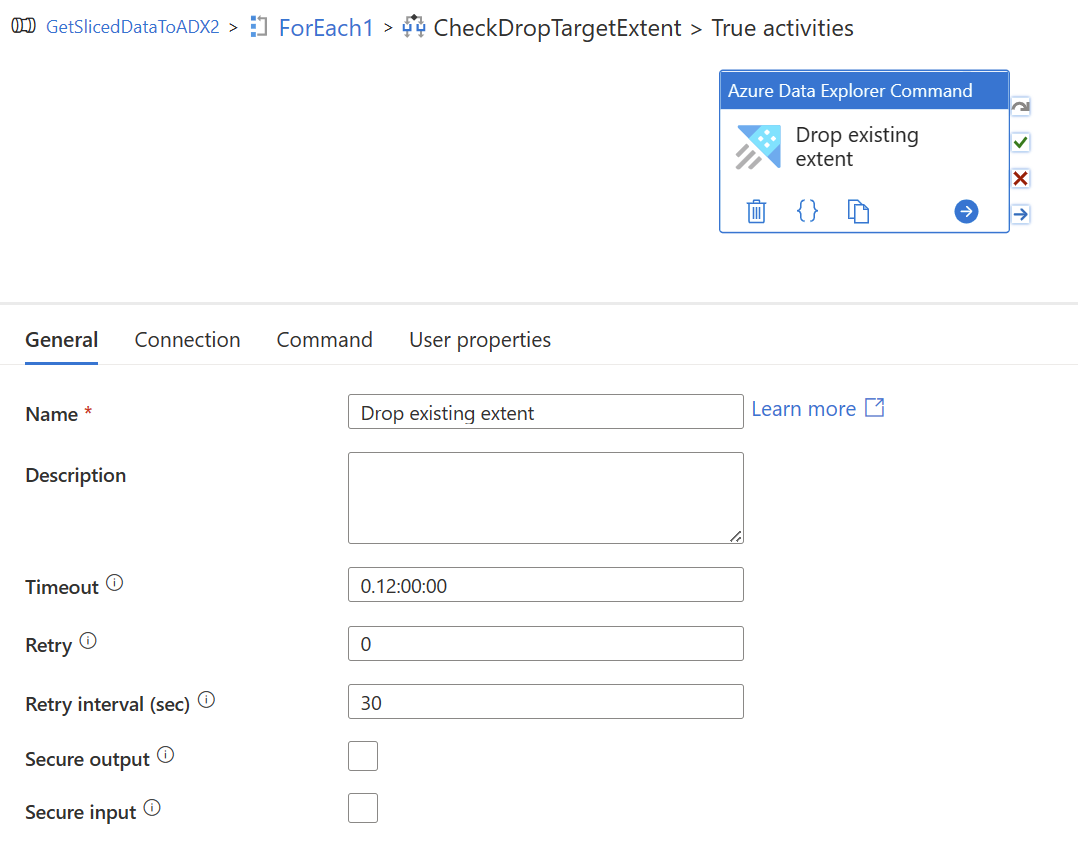 GetSlicedDataToADX2 > ForEach1 > CheckDropTargetExtent > True activities
Azure Data Explorer Command
Drop existing
extent
General Connection Command User properties
Name * Drop existing extent Learn more
Description
Timeout 0.12:00:00
Retry 0
Retry interval (sec) 30
Secure output
Secure input